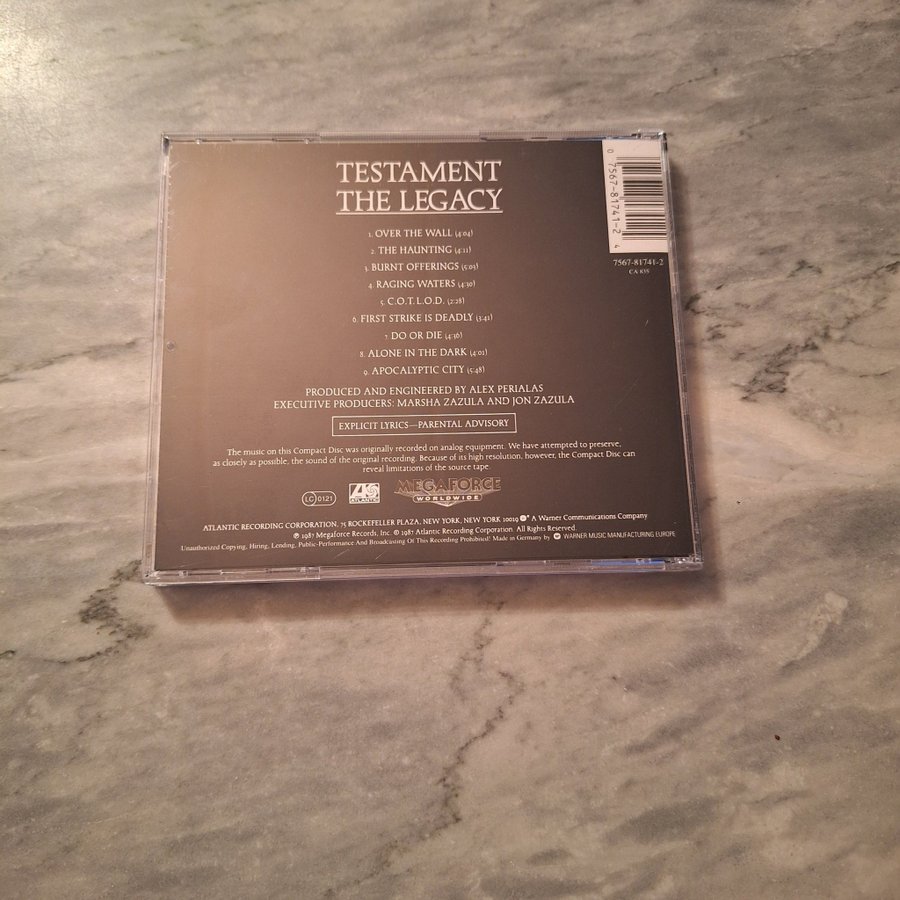 TESTAMENT
THE LEGACY
1. OVER THE WALL (4:04)
2. THE HAUNTING (4:11)
3. BURNT OFFERINGS (5:03)
4. RAGING WATERS (4:30)
5. C.O.T.L.O.D. (2:28)
6. FIRST STRIKE IS DEADLY (3:41)
7. DO OR DIE (4:36)
8. ALONE IN THE DARK (4:01)
9. APOCALYPTIC CITY (5:48)
PRODUCED AND ENGINEERED BY ALEX PERIALAS
EXECUTIVE PRODUCERS: MARSHA ZAZULA AND JON ZAZULA
EXPLICIT LYRICS—PARENTAL ADVISORY
The music on this Compact Disc was originally recorded on analog equipment. We have attempted to preserve,
as closely as possible, the sound of the original recording. Because of its high resolution, however, the Compact Disc can
reveal limitations of the source tape.
LC 0121
ATLANTIC
MEGAFORCE
WORLDWIDE
ATLANTIC RECORDING CORPORATION, 75 ROCKEFELLER PLAZA, NEW YORK, NEW YORK 10019 ®* A Warner Communications Company
℗ 1987 Megaforce Records, Inc. © 1987 Atlantic Recording Corporation. All Rights Reserved.
Unauthorized Copying, Hiring, Lending, Public-Performance And Broadcasting Of This Recording Prohibited! Made in Germany by WARNER MUSIC MANUFACTURING EUROPE
0 7567-81741-2 4
7567-81741-2
CA 835